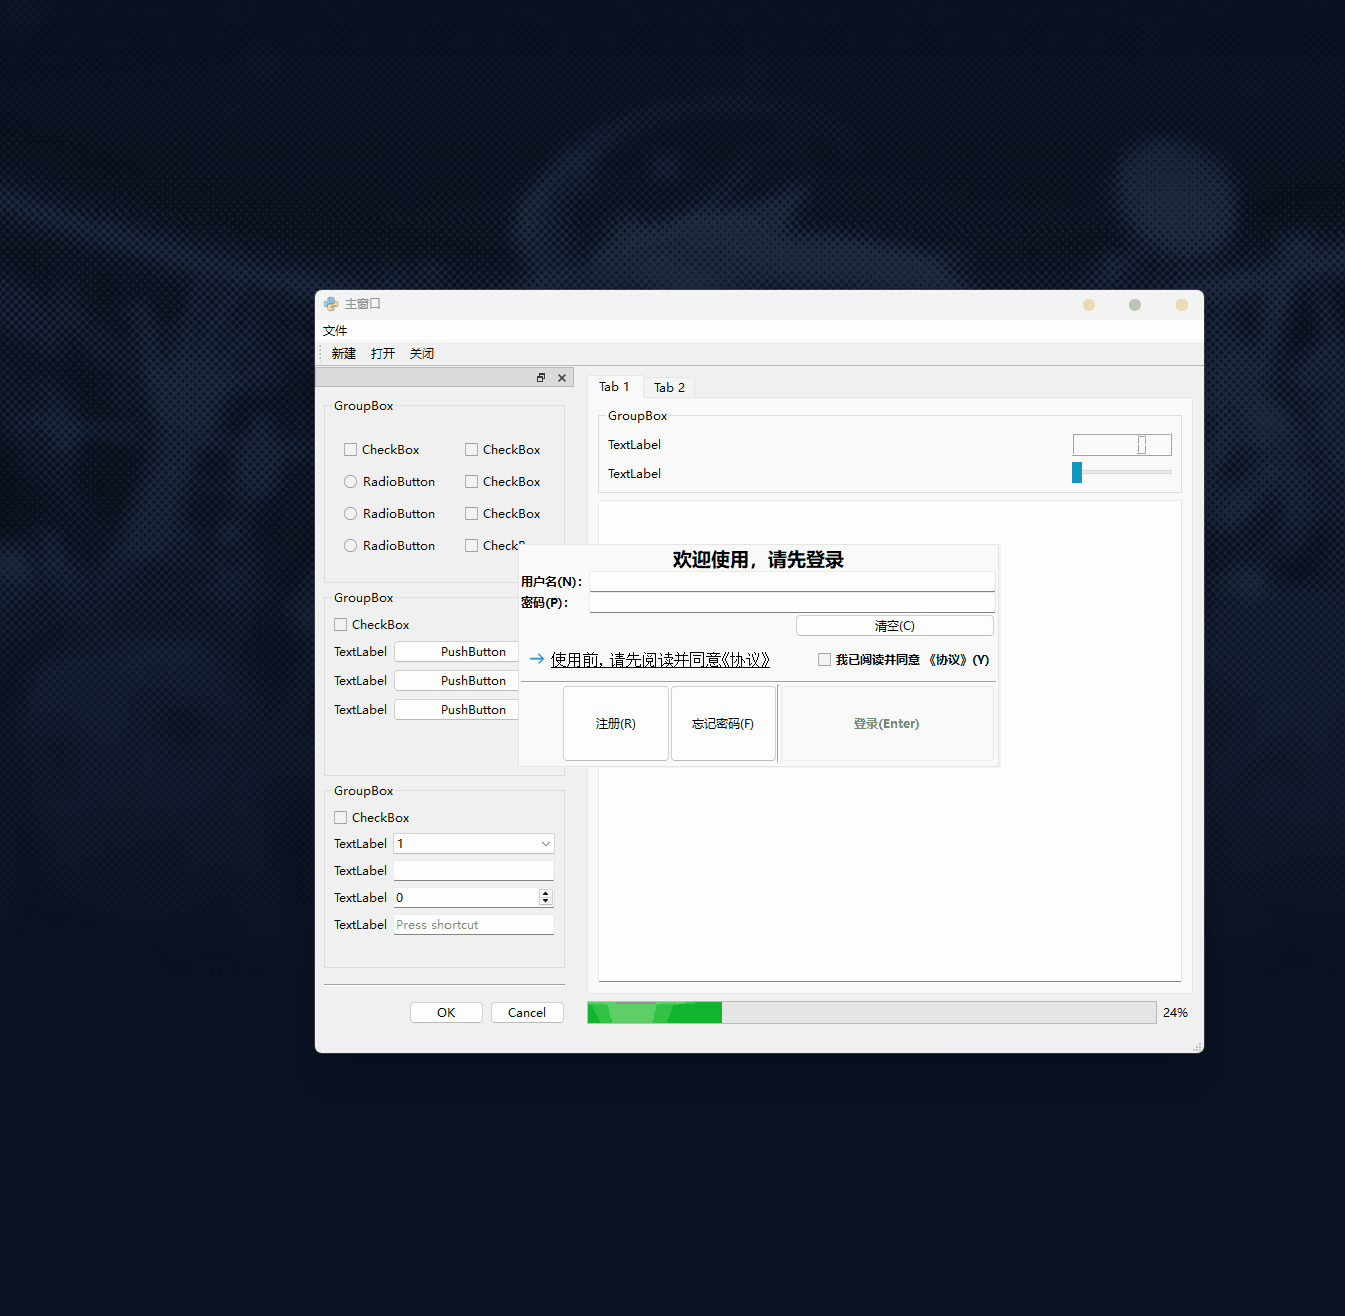 主窗口
文件
新建 打开 关闭
GroupBox
CheckBox CheckBox
RadioButton CheckBox
RadioButton CheckBox
RadioButton
GroupBox
CheckBox
TextLabel PushButton
TextLabel PushButton
TextLabel PushButton
GroupBox
CheckBox
TextLabel 1
TextLabel
TextLabel 0
TextLabel Press shortcut
OK Cancel
Tab 1 Tab 2
GroupBox
TextLabel 0
TextLabel
欢迎使用，请先登录
用户名(N)：
密码(P)：
清空(C)
使用前，请先阅读并同意《协议》
我已阅读并同意 《协议》(Y)
注册(R) 忘记密码(F) 登录(Enter)
24%